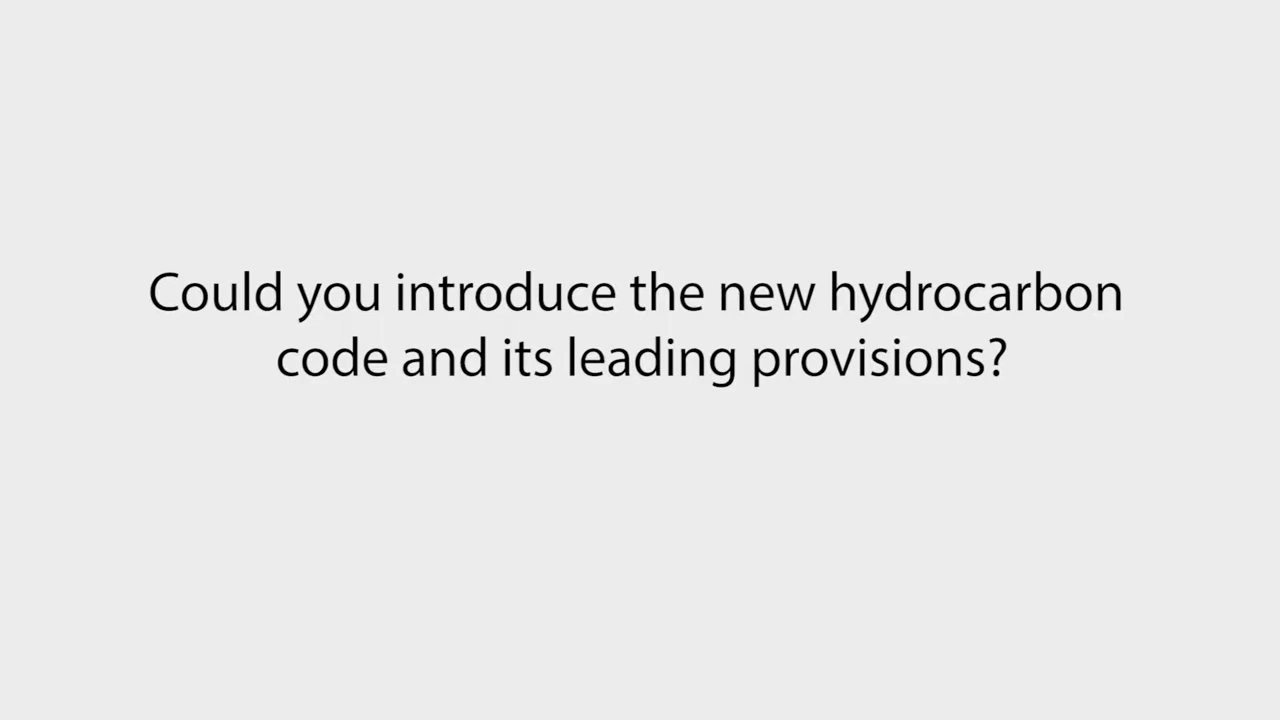 Could you introduce the new hydrocarbon
code and its leading provisions?